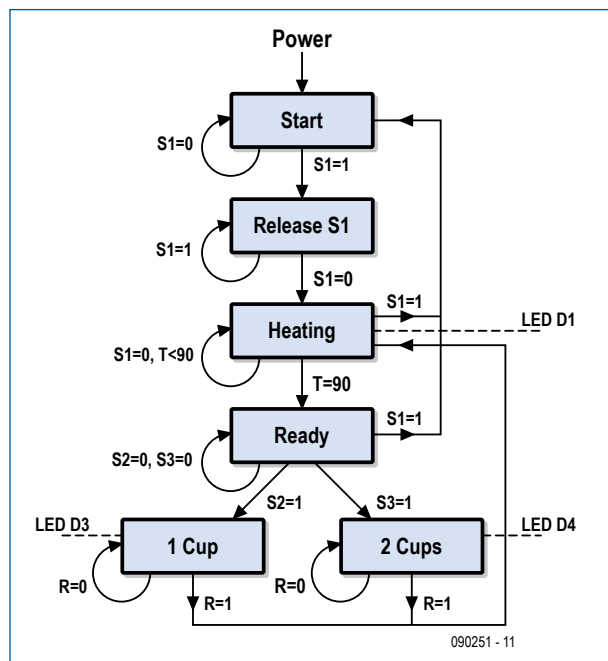 Power
Start
S1=0
S1=1
Release S1
S1=1
S1=0
S1=1
LED D1
Heating
S1=0, T<90
T=90
S1=1
Ready
S2=0, S3=0
S2=1
S3=1
LED D3
LED D4
1 Cup
2 Cups
R=0
R=0
R=1
R=1
090251 - 11